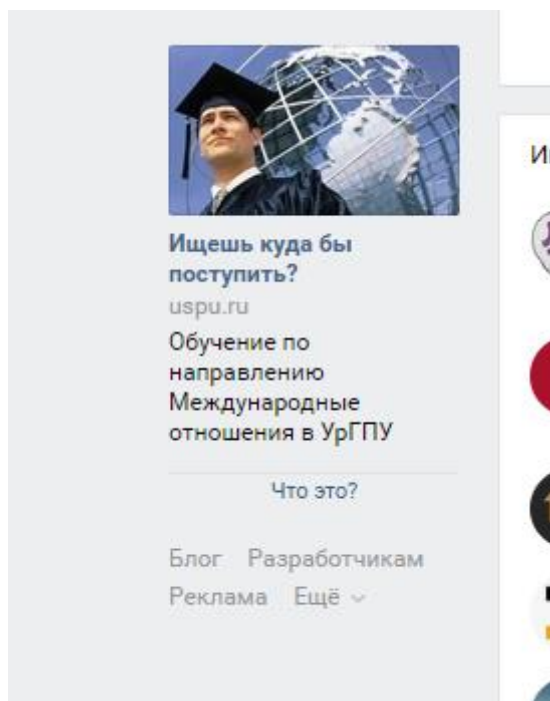 Ищешь куда бы
поступить?
uspu.ru
Обучение по
направлению
Международные
отношения в УрГПУ
Что это?
Блог Разработчикам
Реклама Ещё